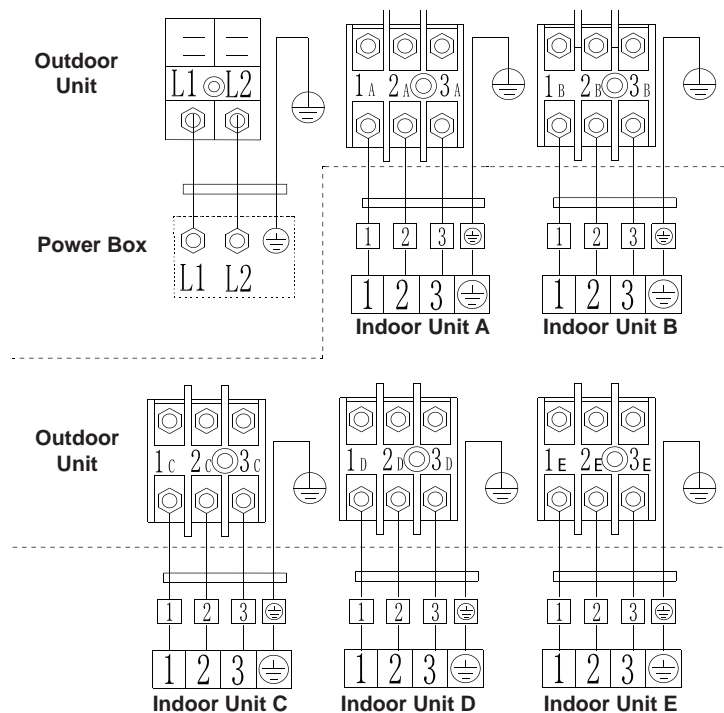 Outdoor
Unit
L1 L2
1A 2A 3A
1B 2B 3B
Power Box
L1 L2
1 2 3
1 2 3
Indoor Unit A
1 2 3
1 2 3
Indoor Unit B
Outdoor
Unit
1C 2C 3C
1D 2D 3D
1E 2E 3E
1 2 3
1 2 3
Indoor Unit C
1 2 3
1 2 3
Indoor Unit D
1 2 3
1 2 3
Indoor Unit E